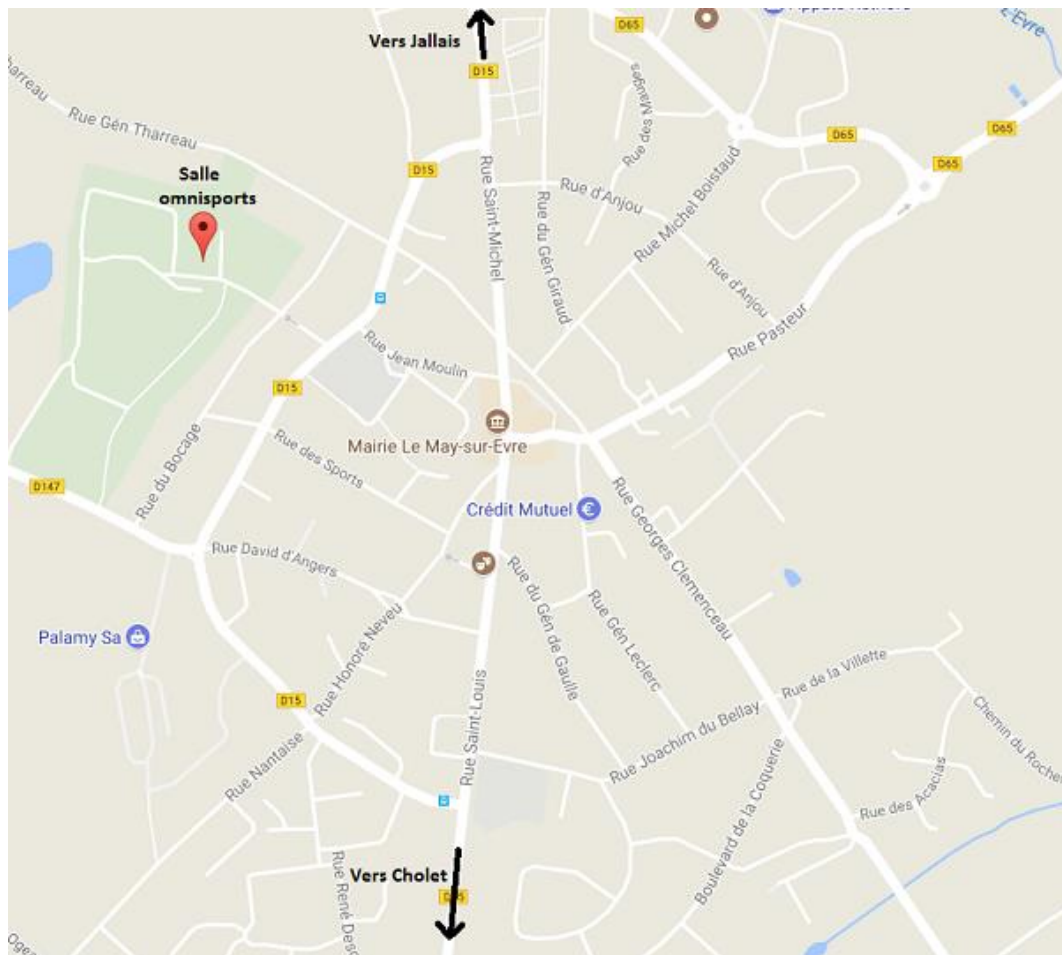 D65
L'Evre
Vers Jallais
D15
Tharreau
Rue Gén Tharreau
Rue des Mauges
D65
D65
D65
D15
Rue Saint-Michel
Rue Michel Boistaud
Salle
omnisports
Rue d'Anjou
Rue du Gén Giraud
Rue d'Anjou
Rue Pasteur
Rue Jean Moulin
D15
Mairie Le May-sur-Evre
Rue du Bocage
Rue des Sports
D147
Crédit Mutuel
Rue Georges Clemenceau
Rue David d'Angers
Rue du Gén de Gaulle
Rue Gén Leclerc
Palamy Sa
Rue Honoré Neveu
Rue de la Villette
D15
Rue Saint-Louis
Rue Joachim du Bellay
Chemin du Rocher
Rue Nantaise
Boulevard de la Coquerie
Rue des Acacias
Rue René Desc
Vers Cholet